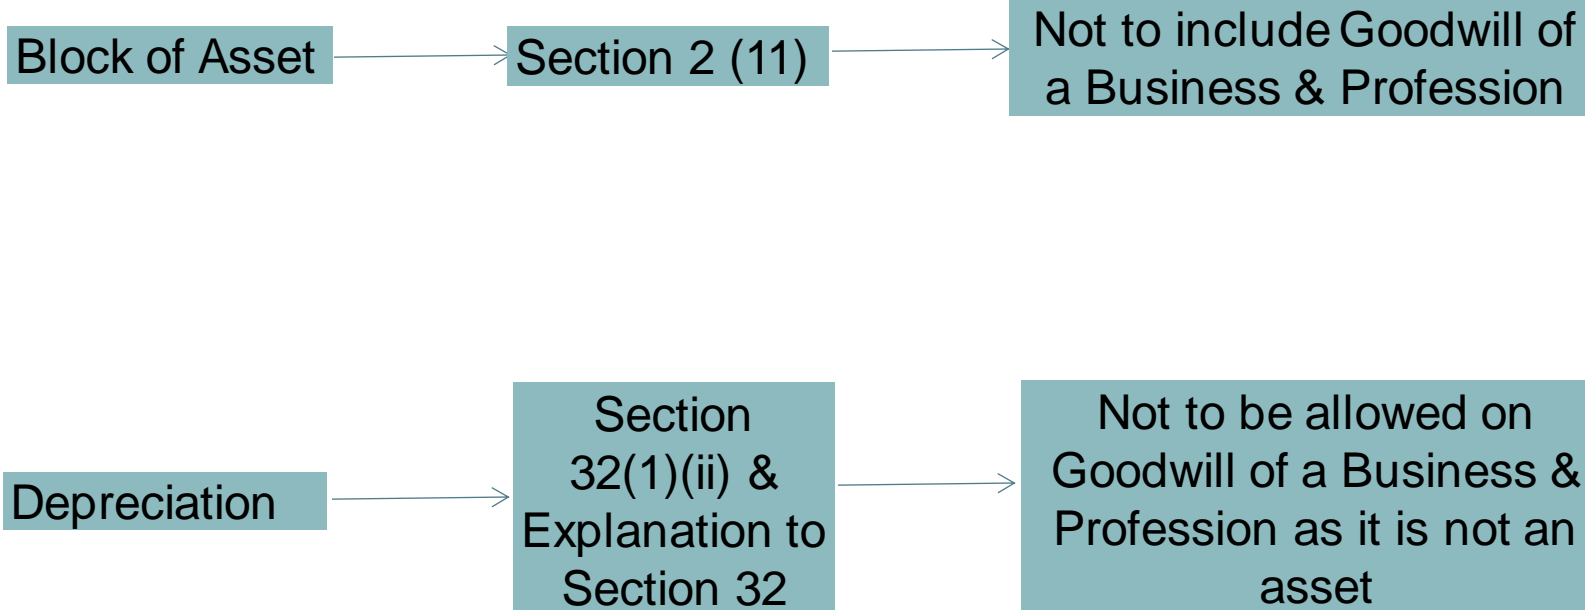 Block of Asset
Section 2 (11)
Not to include Goodwill of
a Business & Profession
Depreciation
Section
32(1)(ii) &
Explanation to
Section 32
Not to be allowed on
Goodwill of a Business &
Profession as it is not an
asset